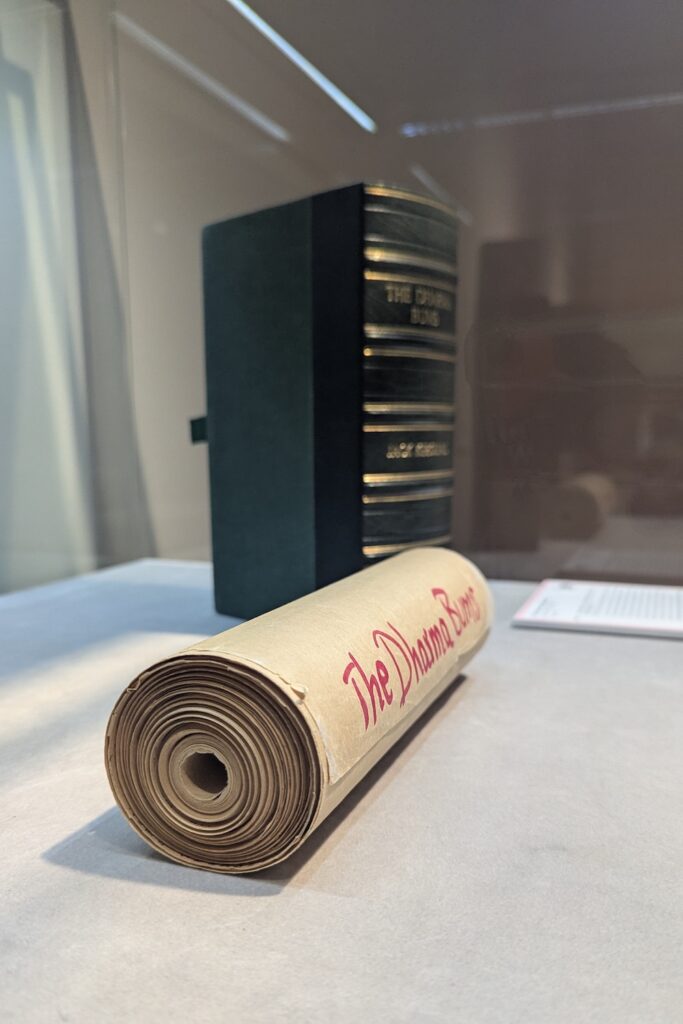 THE DHARMA
BUMS
JACK KEROUAC
The Dharma Bums